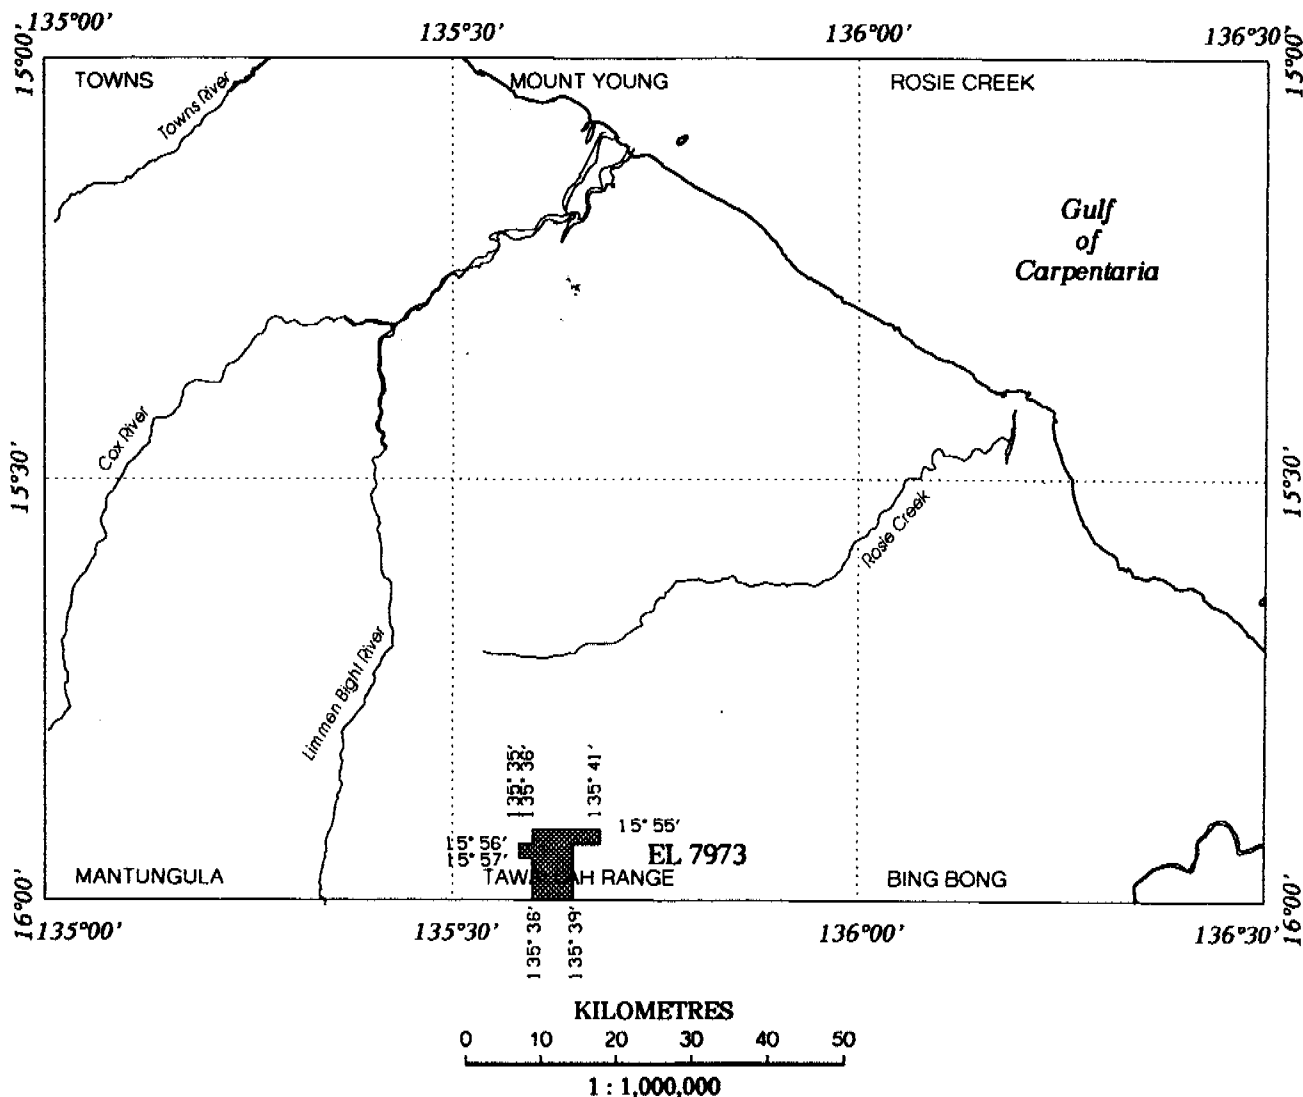 135°00' 135°30' 136°00' 136°30'
15°00' 15°00'
TOWNS MOUNT YOUNG ROSIE CREEK
Towns River
Gulf
of
Carpentaria
Cox River
15°30' 15°30'
Rosie Creek
Limmen Bight River
135° 35'
135° 36'
135° 41'
15° 55'
15° 56'
15° 57'
EL 7973
MANTUNGULA RANGE BING BONG
16°00' 16°00'
135°00' 135°30' 136°00' 136°30'
135° 36'
135° 39'
KILOMETRES
0 10 20 30 40 50
1 : 1,000,000